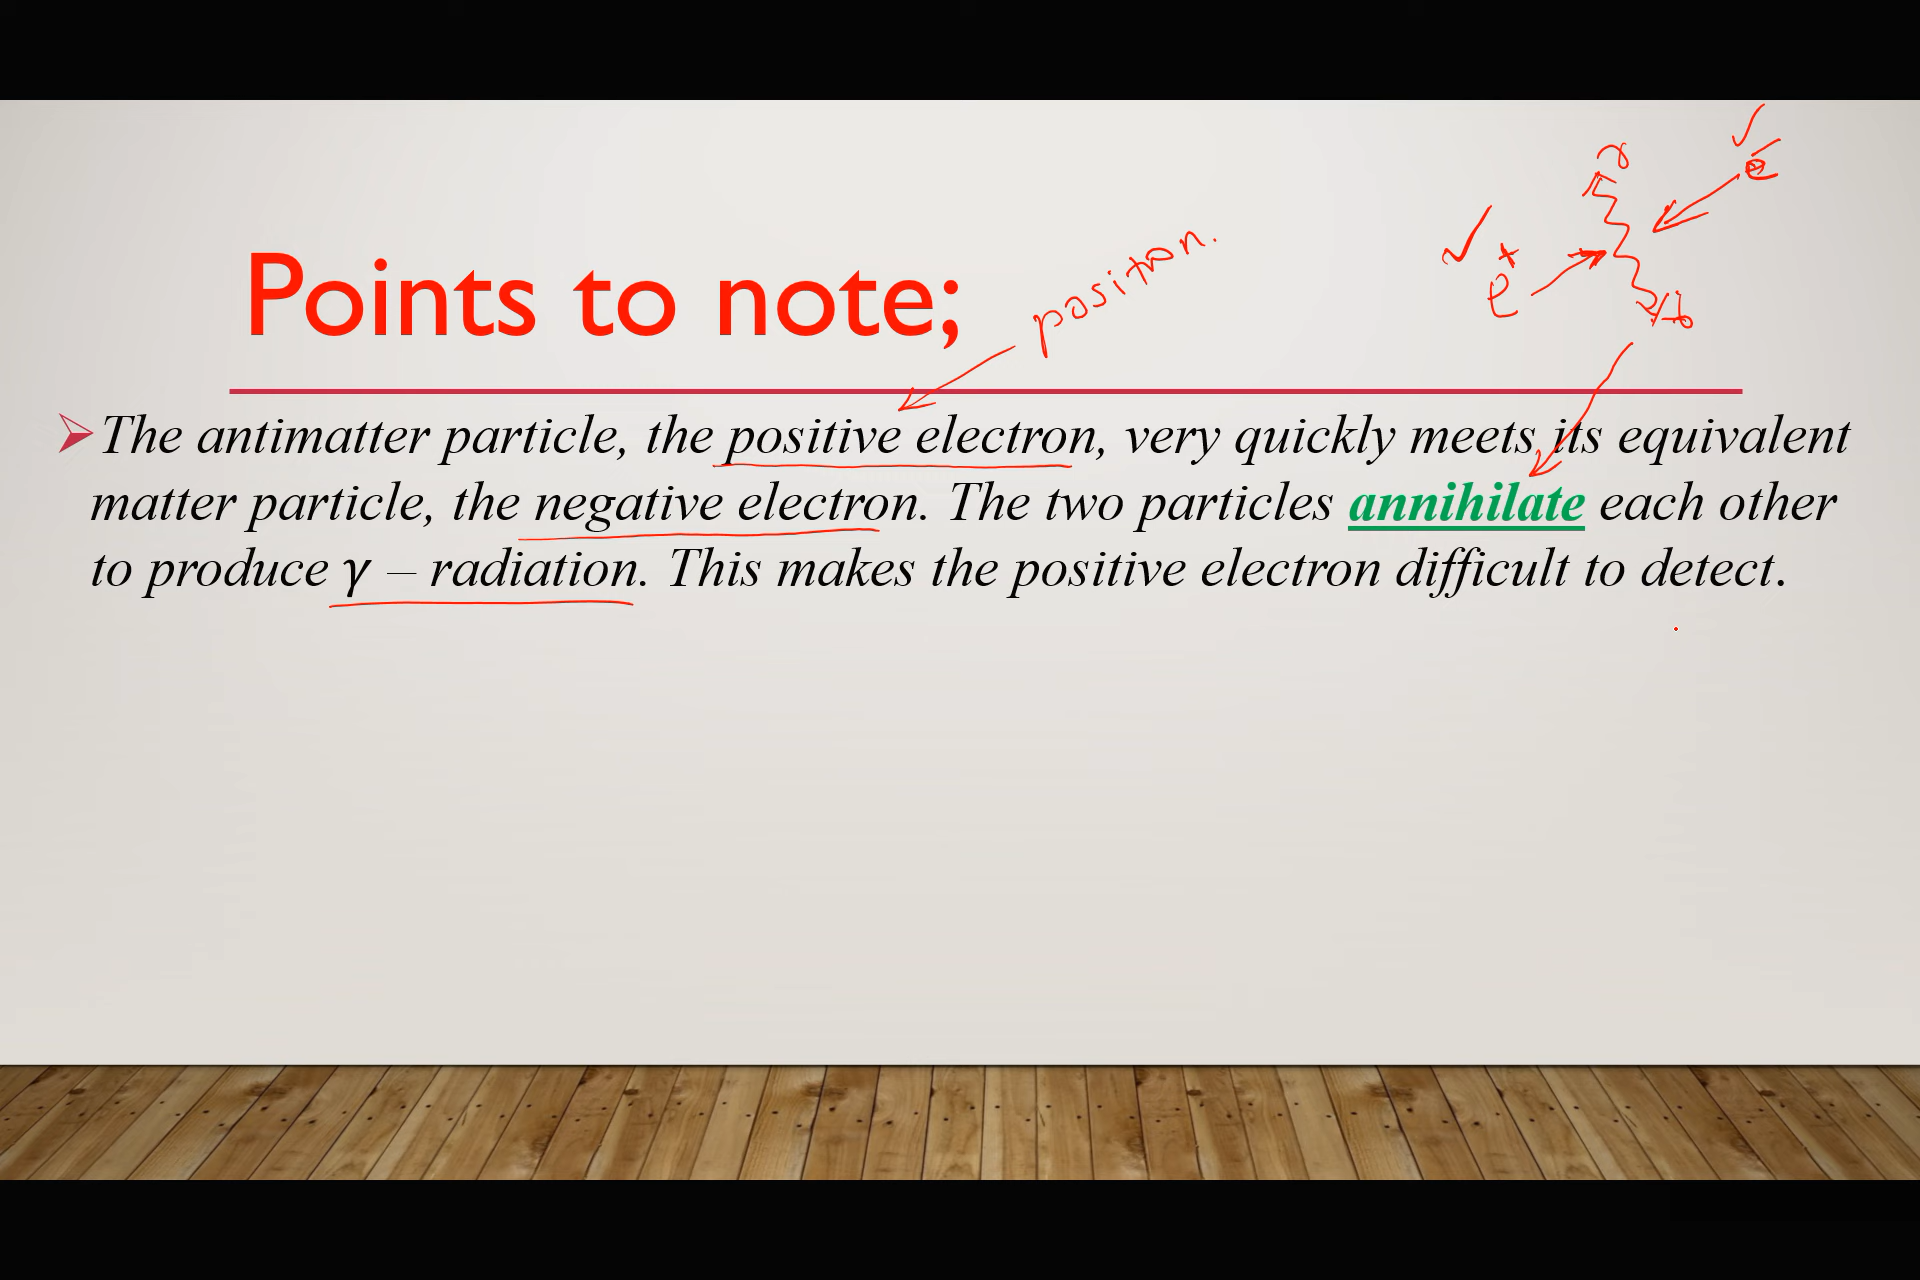 Points to note;
positron.
e⁺
e⁻
γ
γ
➢The antimatter particle, the positive electron, very quickly meets its equivalent
matter particle, the negative electron. The two particles annihilate each other
to produce γ – radiation. This makes the positive electron difficult to detect.